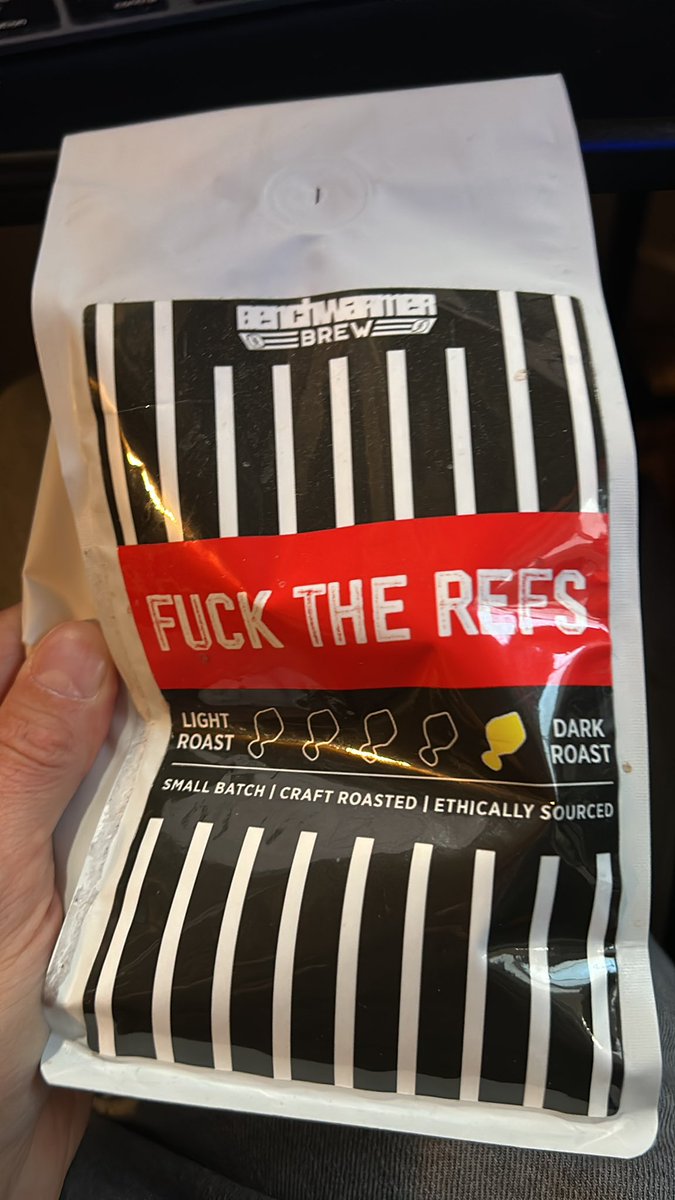 BENCHWARMER
BREW
FUCK THE REFS
LIGHT
ROAST
DARK
ROAST
SMALL BATCH | CRAFT ROASTED | ETHICALLY SOURCED